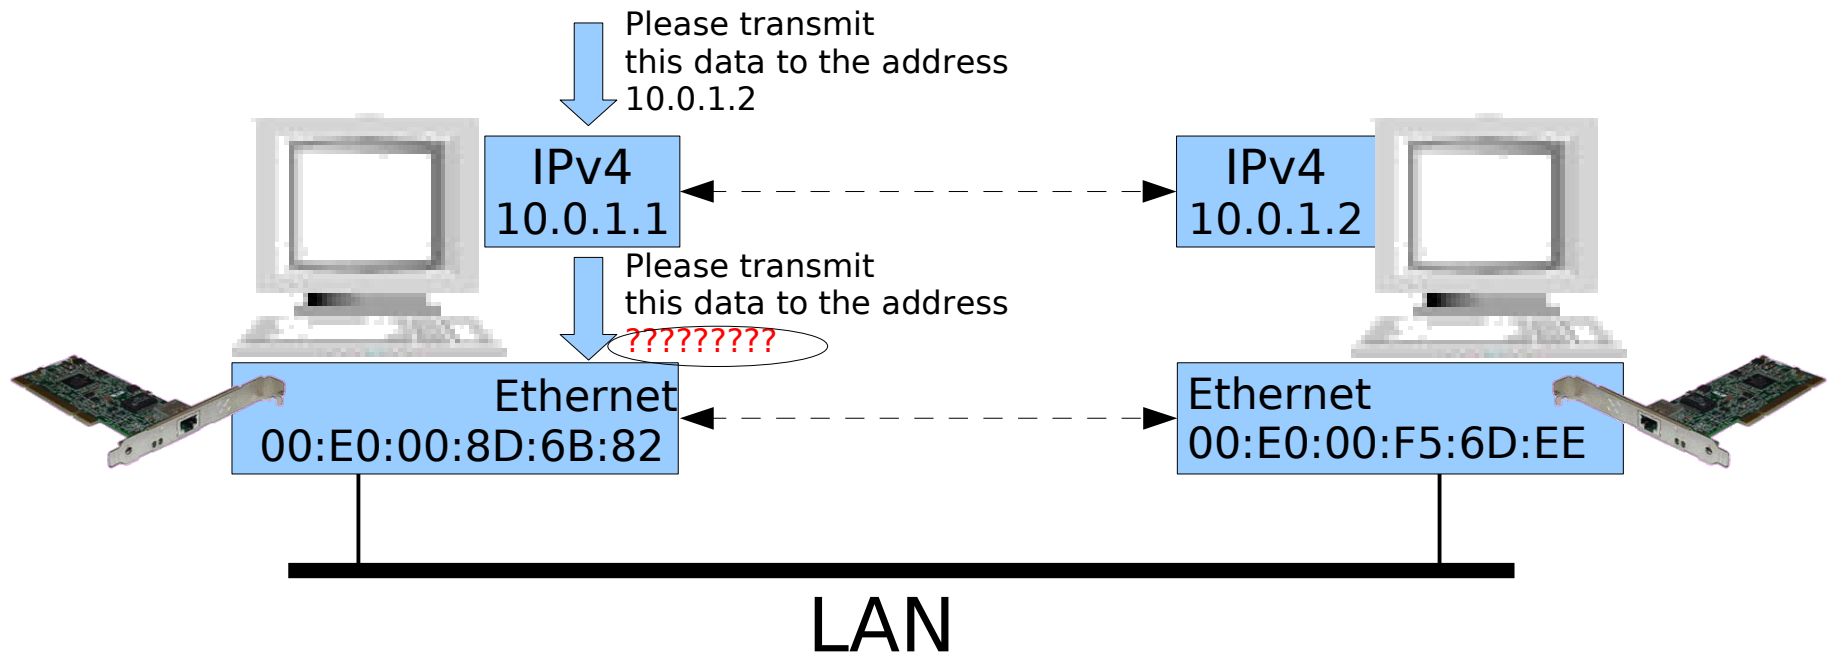 Please transmit
this data to the address
10.0.1.2
IPv4
10.0.1.1
IPv4
10.0.1.2
Please transmit
this data to the address
?????????
Ethernet
00:E0:00:8D:6B:82
Ethernet
00:E0:00:F5:6D:EE
LAN